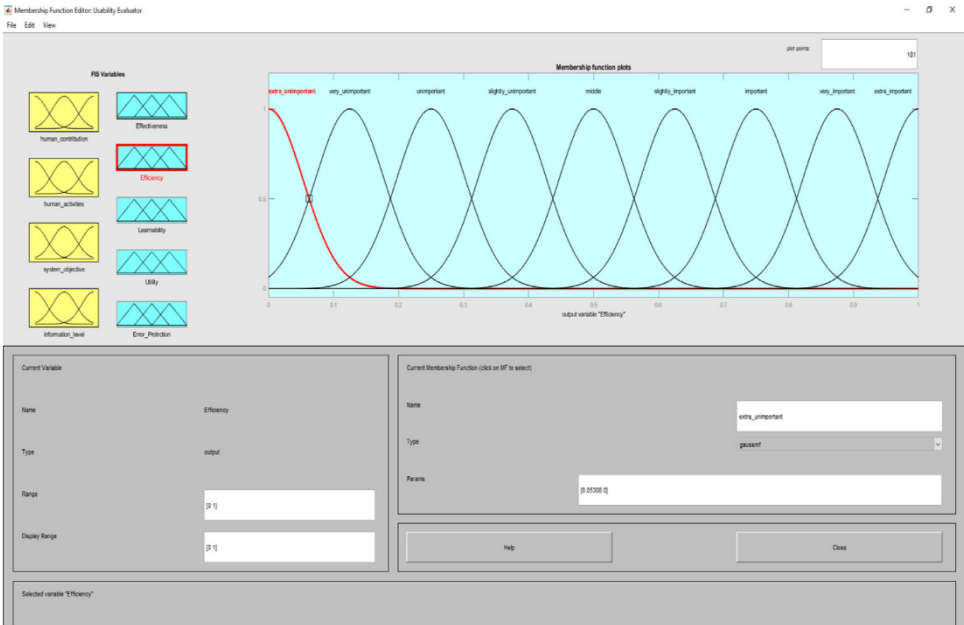 Membership Function Editor: Usability Evaluator
File Edit View
plot points:
181
FIS Variables
Membership function plots
extra_unimportant very_unimportant unimportant slightly_unimportant middle slightly_important important very_important extra_important
human_contribution
human_activities
system_objective
information_level
Effectiveness
Efficiency
Learnability
Utility
Error_Protction
1
0.5
0
0 0.1 0.2 0.3 0.4 0.5 0.6 0.7 0.8 0.9 1
output variable "Efficiency"
Current Variable
Name Efficiency
Type output
Range [0 1]
Display Range [0 1]
Current Membership Function (click on MF to select)
Name extra_unimportant
Type gaussmf
Params [0.05308 0]
Help Close
Selected variable "Efficiency"